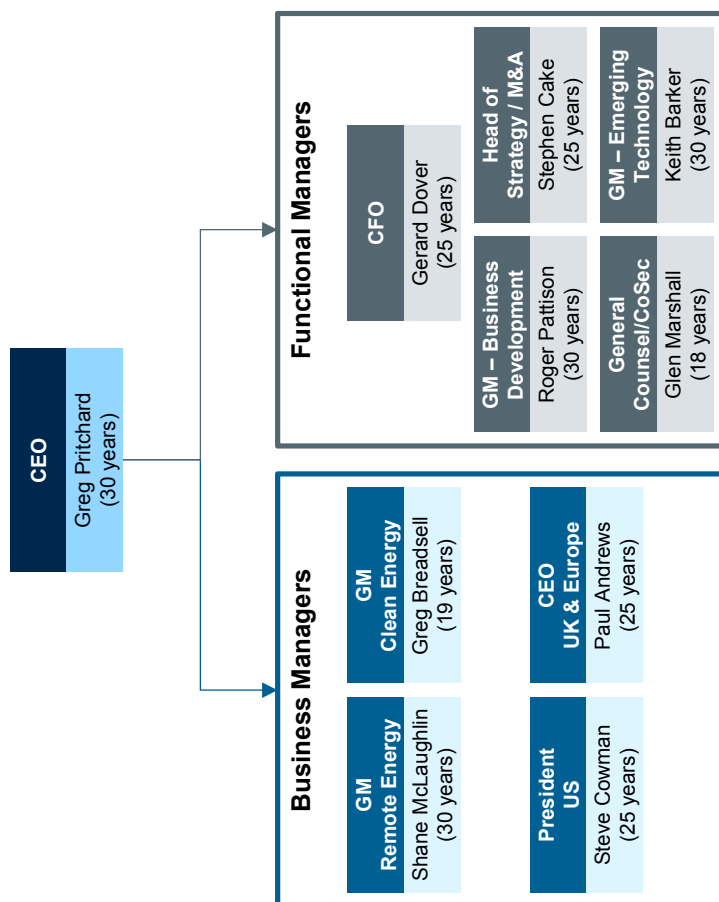 CEO
Greg Pritchard
(30 years)
Business Managers
GM
Remote Energy
Shane McLaughlin
(30 years)
GM
Clean Energy
Greg Breadsell
(19 years)
President
US
Steve Cowman
(25 years)
CEO
UK & Europe
Paul Andrews
(25 years)
Functional Managers
CFO
Gerard Dover
(25 years)
GM – Business
Development
Roger Pattison
(30 years)
Head of
Strategy / M&A
Stephen Cake
(25 years)
General
Counsel/CoSec
Glen Marshall
(18 years)
GM – Emerging
Technology
Keith Barker
(30 years)